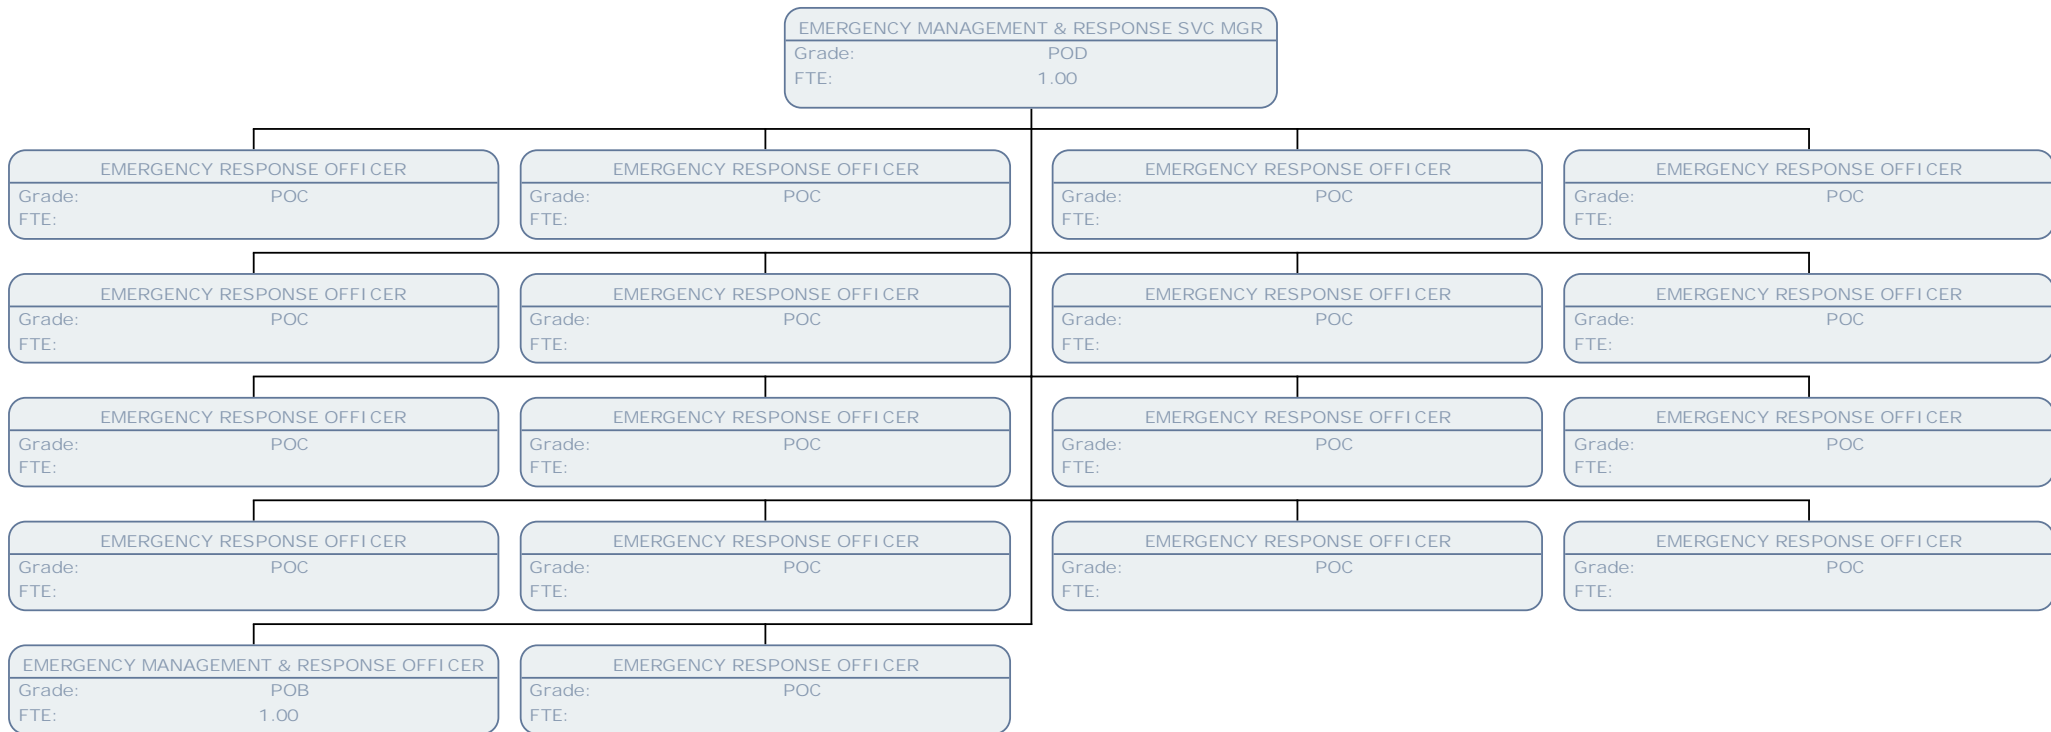 EMERGENCY MANAGEMENT & RESPONSE SVC MGR
Grade: POD
FTE: 1.00
EMERGENCY RESPONSE OFFICER
Grade: POC
FTE:
EMERGENCY RESPONSE OFFICER
Grade: POC
FTE:
EMERGENCY RESPONSE OFFICER
Grade: POC
FTE:
EMERGENCY RESPONSE OFFICER
Grade: POC
FTE:
EMERGENCY RESPONSE OFFICER
Grade: POC
FTE:
EMERGENCY RESPONSE OFFICER
Grade: POC
FTE:
EMERGENCY RESPONSE OFFICER
Grade: POC
FTE:
EMERGENCY RESPONSE OFFICER
Grade: POC
FTE:
EMERGENCY RESPONSE OFFICER
Grade: POC
FTE:
EMERGENCY RESPONSE OFFICER
Grade: POC
FTE:
EMERGENCY RESPONSE OFFICER
Grade: POC
FTE:
EMERGENCY RESPONSE OFFICER
Grade: POC
FTE:
EMERGENCY RESPONSE OFFICER
Grade: POC
FTE:
EMERGENCY RESPONSE OFFICER
Grade: POC
FTE:
EMERGENCY RESPONSE OFFICER
Grade: POC
FTE:
EMERGENCY RESPONSE OFFICER
Grade: POC
FTE:
EMERGENCY MANAGEMENT & RESPONSE OFFICER
Grade: POB
FTE: 1.00
EMERGENCY RESPONSE OFFICER
Grade: POC
FTE: